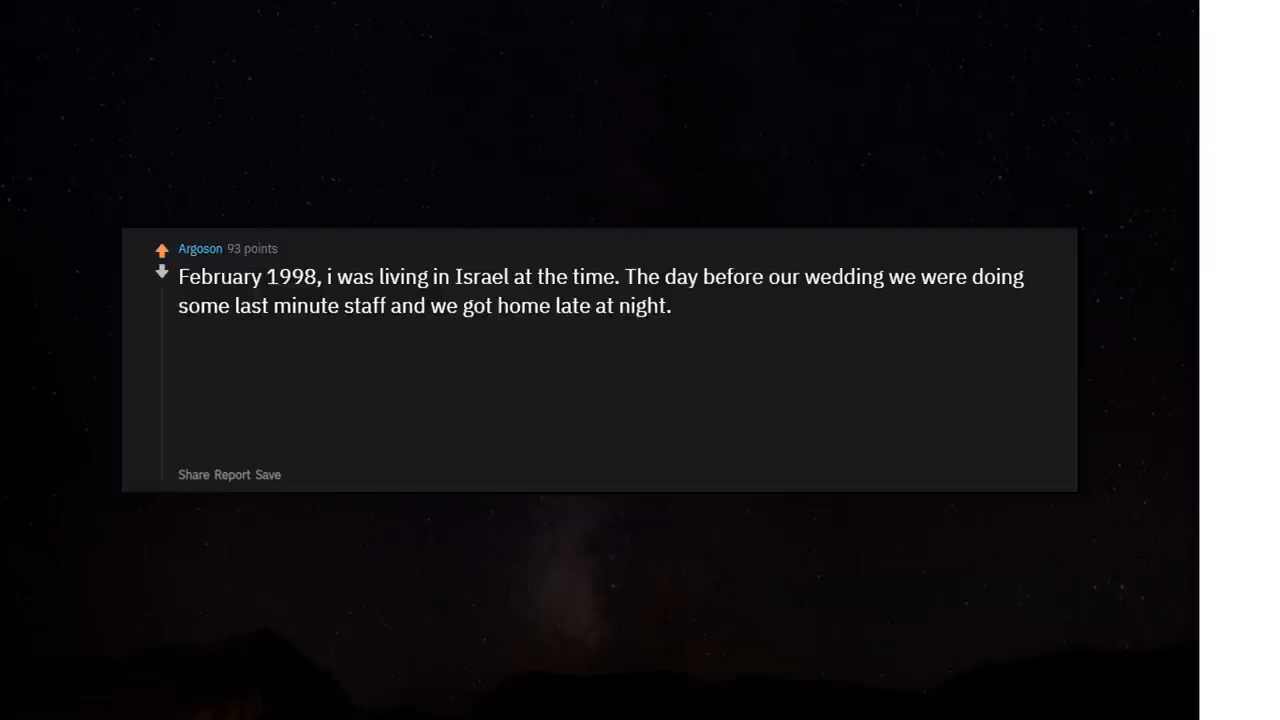 Argoson 93 points
February 1998, i was living in Israel at the time. The day before our wedding we were doing
some last minute staff and we got home late at night.
Share Report Save